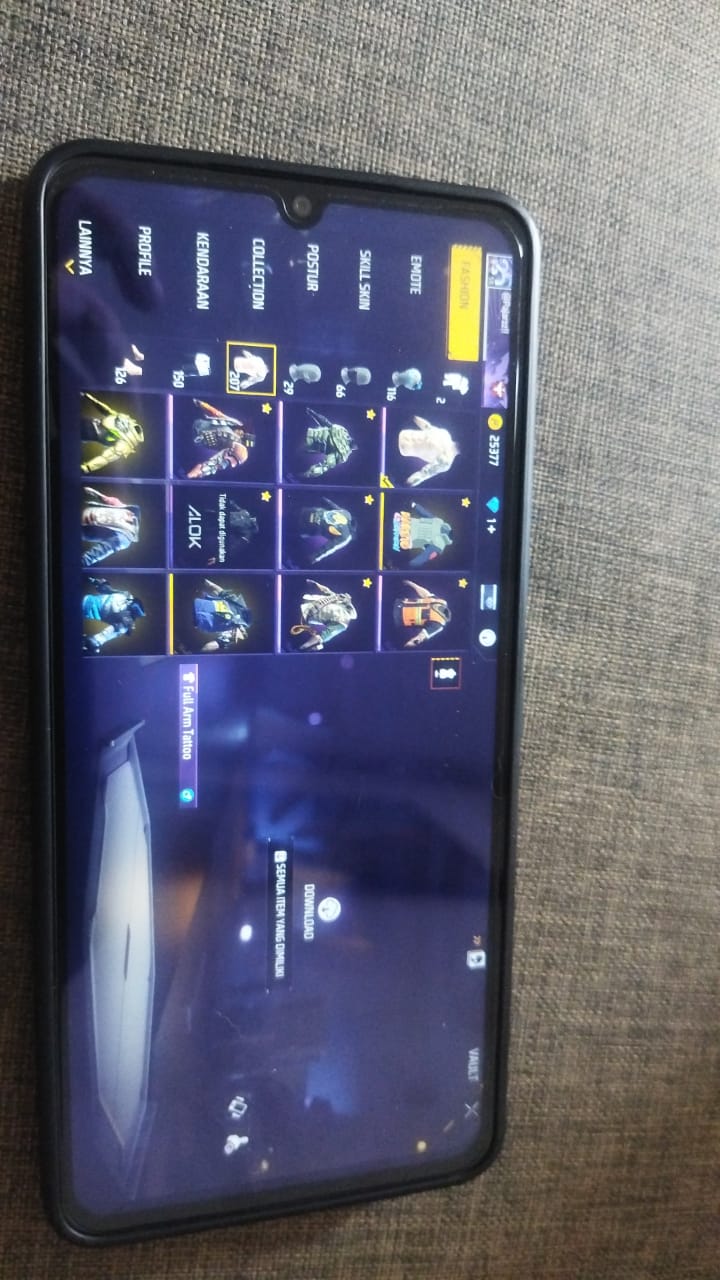 25377
1+
VAULT
FASHION
EMOTE
SKILL SKIN
POSTUR
COLLECTION
KENDARAAN
PROFILE
LAINNYA
2
116
66
29
207
150
126
Tidak dapat digunakan
ALOK
Full Arm Tattoo
DOWNLOAD
SEMUA ITEM YANG DIMILIKI